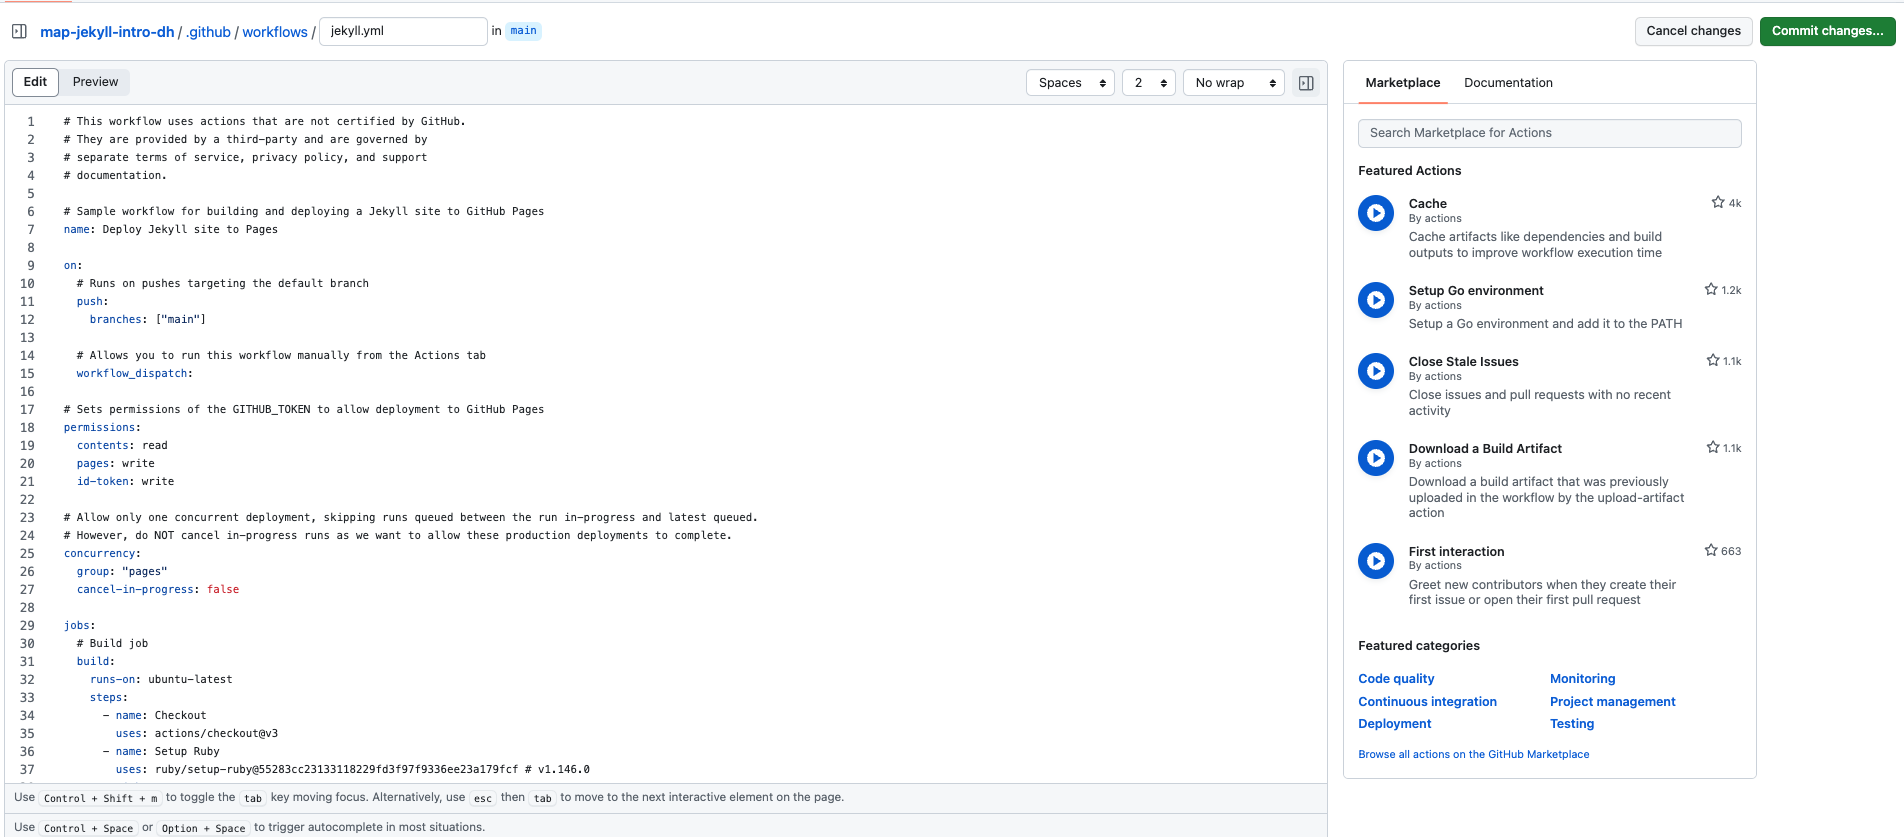 map-jekyll-intro-dh / .github / workflows / jekyll.yml in main
Cancel changes
Commit changes...
Edit
Preview
Spaces
2
No wrap
1 # This workflow uses actions that are not certified by GitHub.
2 # They are provided by a third-party and are governed by
3 # separate terms of service, privacy policy, and support
4 # documentation.
5
6 # Sample workflow for building and deploying a Jekyll site to GitHub Pages
7 name: Deploy Jekyll site to Pages
8
9 on:
10   # Runs on pushes targeting the default branch
11   push:
12     branches: ["main"]
13
14   # Allows you to run this workflow manually from the Actions tab
15   workflow_dispatch:
16
17 # Sets permissions of the GITHUB_TOKEN to allow deployment to GitHub Pages
18 permissions:
19   contents: read
20   pages: write
21   id-token: write
22
23 # Allow only one concurrent deployment, skipping runs queued between the run in-progress and latest queued.
24 # However, do NOT cancel in-progress runs as we want to allow these production deployments to complete.
25 concurrency:
26   group: "pages"
27   cancel-in-progress: false
28
29 jobs:
30   # Build job
31   build:
32     runs-on: ubuntu-latest
33     steps:
34       - name: Checkout
35         uses: actions/checkout@v3
36       - name: Setup Ruby
37         uses: ruby/setup-ruby@55283cc23133118229fd3f97f9336ee23a179fcf # v1.146.0
Use Control + Shift + m to toggle the tab key moving focus. Alternatively, use esc then tab to move to the next interactive element on the page.
Use Control + Space or Option + Space to trigger autocomplete in most situations.
Marketplace
Documentation
Search Marketplace for Actions
Featured Actions
Cache
4k
By actions
Cache artifacts like dependencies and build
outputs to improve workflow execution time
Setup Go environment
1.2k
By actions
Setup a Go environment and add it to the PATH
Close Stale Issues
1.1k
By actions
Close issues and pull requests with no recent
activity
Download a Build Artifact
1.1k
By actions
Download a build artifact that was previously
uploaded in the workflow by the upload-artifact
action
First interaction
663
By actions
Greet new contributors when they create their
first issue or open their first pull request
Featured categories
Code quality
Monitoring
Continuous integration
Project management
Deployment
Testing
Browse all actions on the GitHub Marketplace